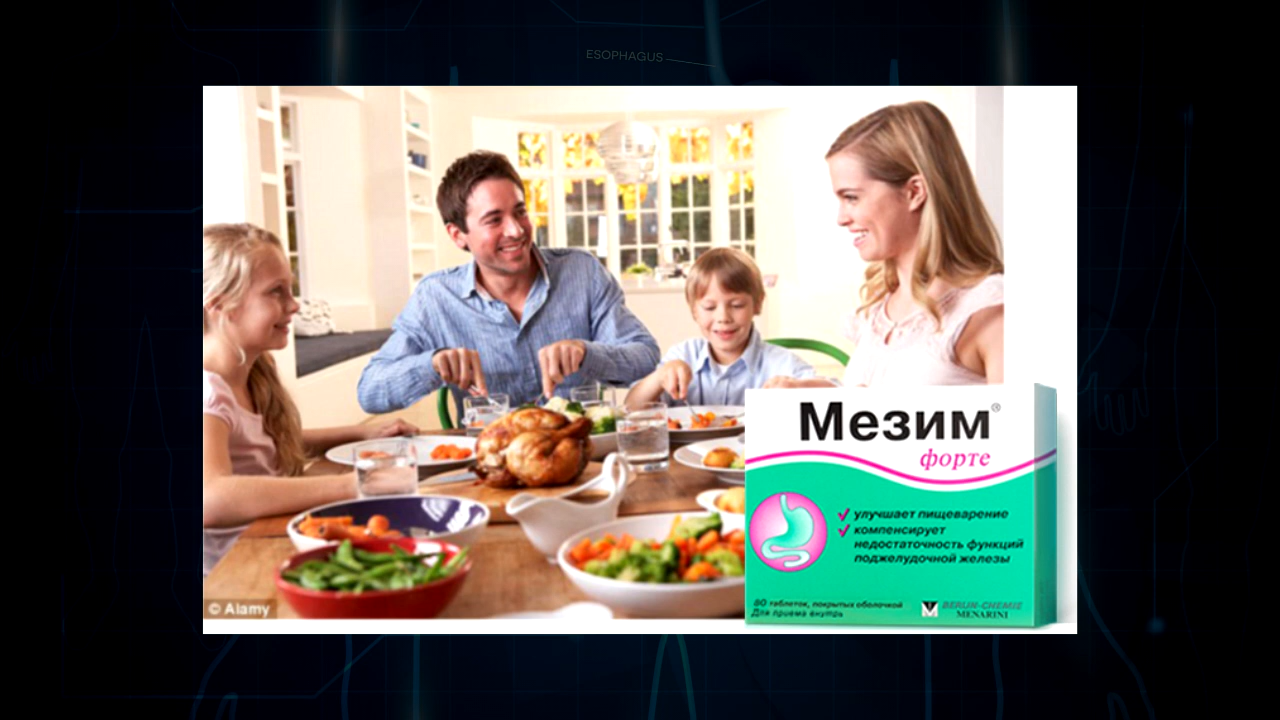 ESOPHAGUS
Мезим®
форте
улучшает пищеварение
компенсирует
недостаточность функций
поджелудочной железы
80 таблеток, покрытых оболочкой
Для приема внутрь
BERLIN-CHEMIE
MENARINI
© Alamy